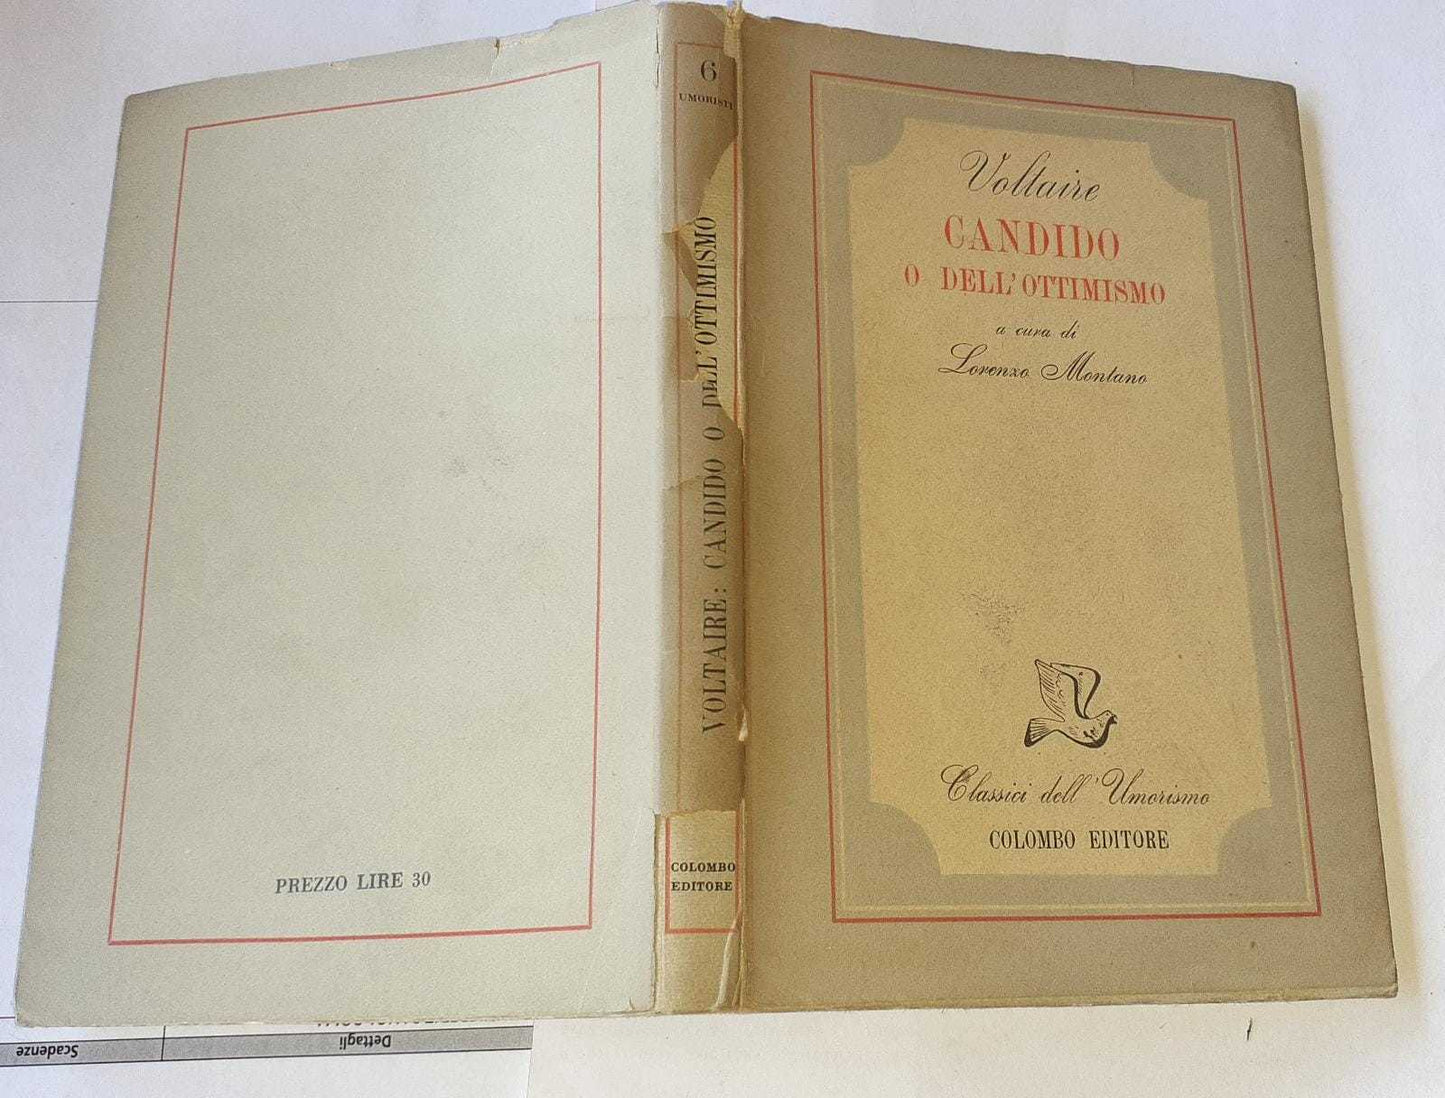 Voltaire
CANDIDO
O DELL'OTTIMISMO
a cura di
Lorenzo Montano
Classici dell'Umorismo
COLOMBO EDITORE
6
UMORISTI
VOLTAIRE: CANDIDO O DELL'OTTIMISMO
COLOMBO
EDITORE
PREZZO LIRE 30
Dettagli
Scadenze